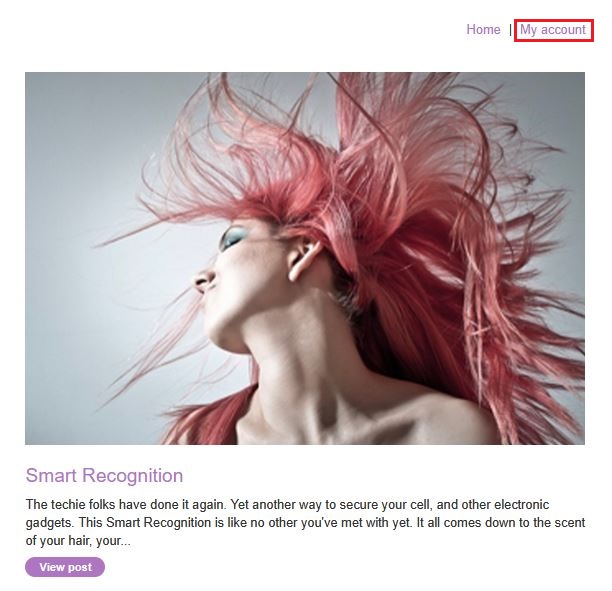 Home | My account
Smart Recognition
The techie folks have done it again. Yet another way to secure your cell, and other electronic
gadgets. This Smart Recognition is like no other you've met with yet. It all comes down to the scent
of your hair, your...
View post